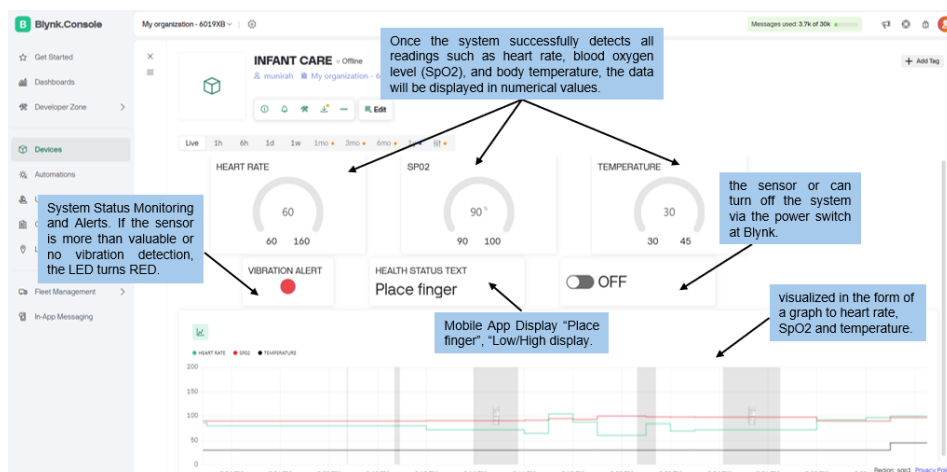 Blynk.Console
My organization - 6019XB
Messages used: 3.7k of 30k
Get Started
Dashboards
Developer Zone
Devices
Automations
Fleet Management
In-App Messaging
INFANT CARE Offline
munirah My organization - 6
Edit
Add Tag
Once the system successfully detects all
readings such as heart rate, blood oxygen
level (SpO2), and body temperature, the data
will be displayed in numerical values.
Live 1h 6h 1d 1w 1mo 3mo 6mo
HEART RATE
60
60 160
SP02
90 %
90 100
TEMPERATURE
30
30 45
System Status Monitoring
and Alerts. If the sensor
is more than valuable or
no vibration detection,
the LED turns RED.
the sensor or can
turn off the system
via the power switch
at Blynk.
VIBRATION ALERT
HEALTH STATUS TEXT
Place finger
OFF
Mobile App Display “Place
finger”, “Low/High display.
visualized in the form of
a graph to heart rate,
SpO2 and temperature.
HEART RATE SP02 TEMPERATURE
200
150
100
50
0
Region: sgp1 Privacy Poli